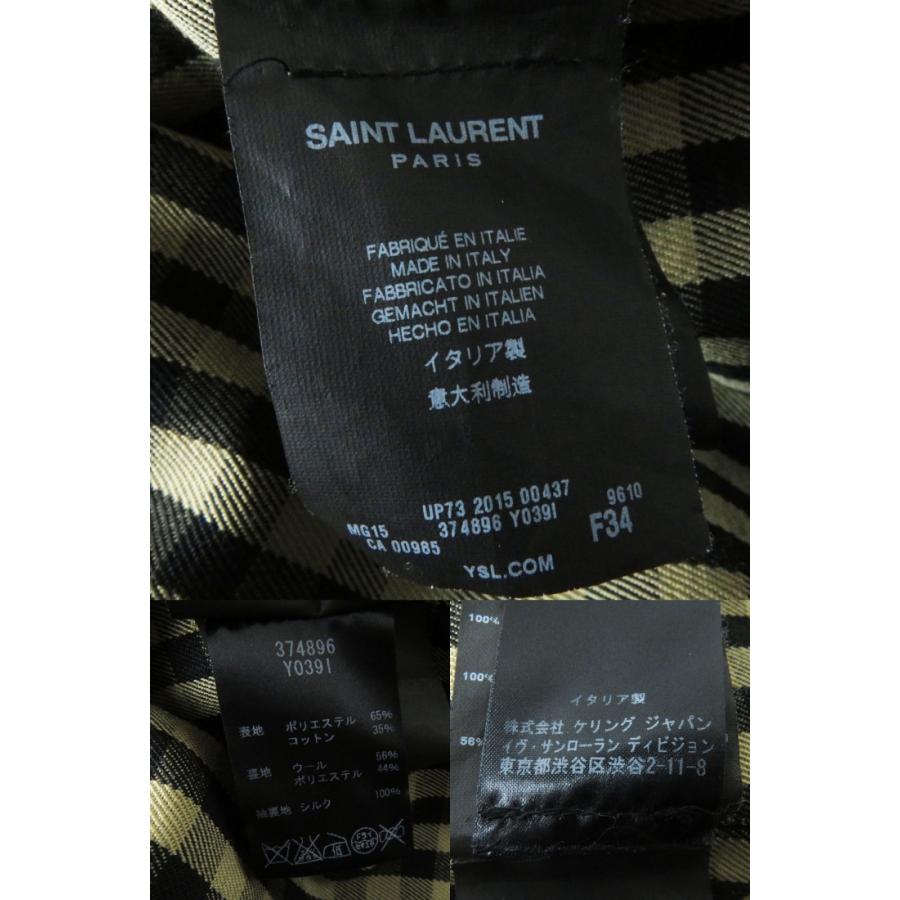 SAINT LAURENT
PARIS
FABRIQUÉ EN ITALIE
MADE IN ITALY
FABBRICATO IN ITALIA
GEMACHT IN ITALIEN
HECHO EN ITALIA
イタリア製
意大利制造
UP73 2015 00437 9610
MG15 374896 Y039I F34
CA 00985
YSL.COM
374896
Y039I
表地 ポリエステル 65%
コットン 35%
裏地 ウール 56%
ポリエステル 44%
袖裏地 シルク 100%
100%
100%
56%
イタリア製
株式会社 ケリング ジャパン
イヴ・サンローラン ディビジョン
東京都渋谷区渋谷2-11-8